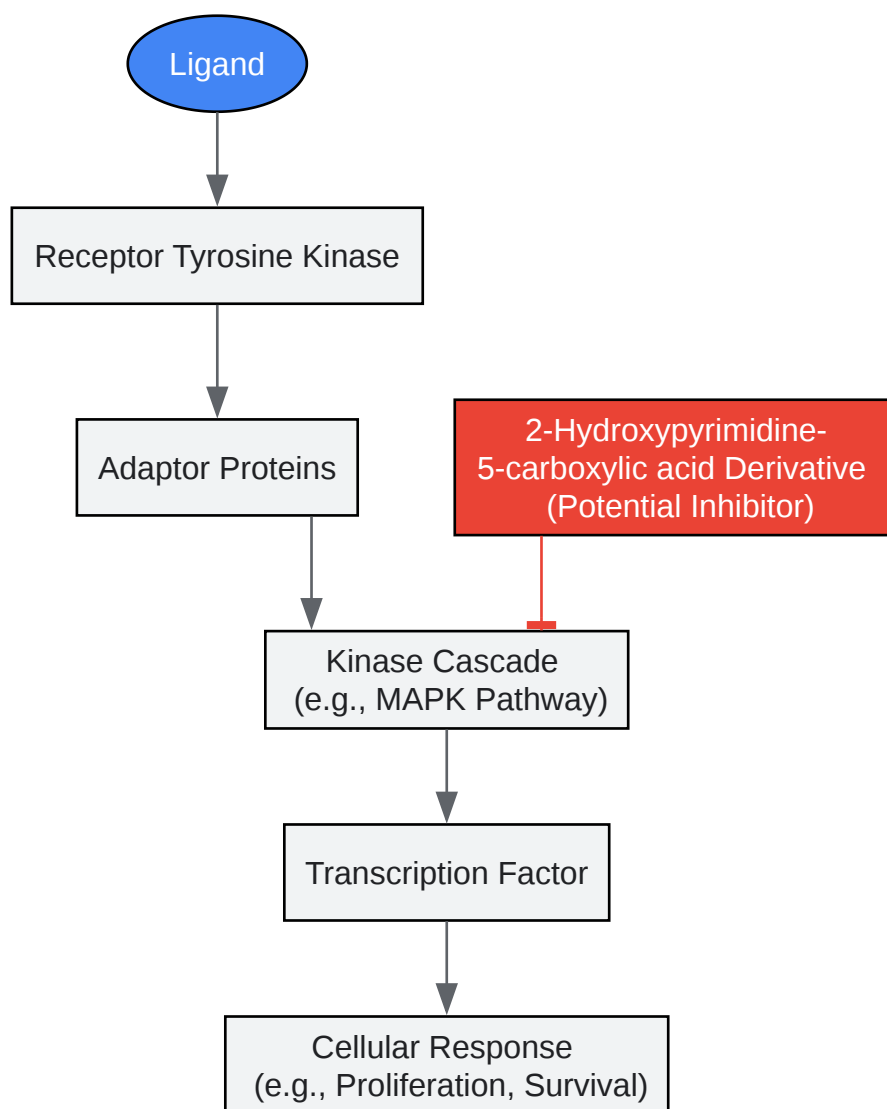 Ligand
Receptor Tyrosine Kinase
Adaptor Proteins
2-Hydroxypyrimidine-
5-carboxylic acid Derivative
(Potential Inhibitor)
Kinase Cascade
(e.g., MAPK Pathway)
Transcription Factor
Cellular Response
(e.g., Proliferation, Survival)